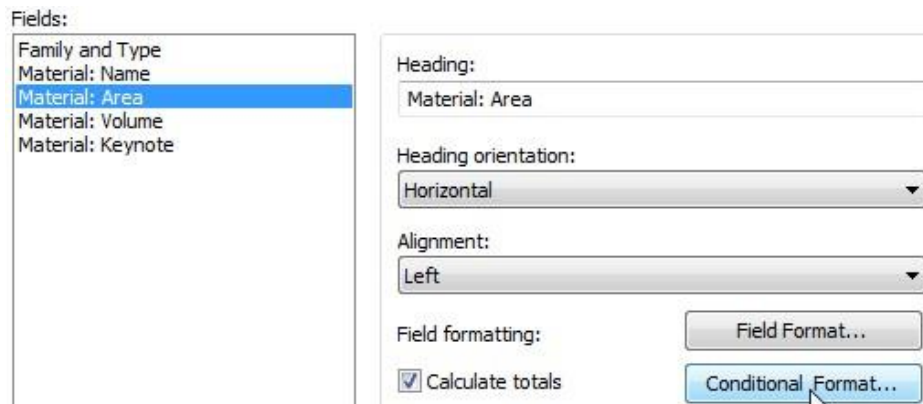 Fields:
Family and Type
Material: Name
Material: Area
Material: Volume
Material: Keynote
Heading:
Material: Area
Heading orientation:
Horizontal
Alignment:
Left
Field formatting:
Field Format...
Calculate totals
Conditional Format...